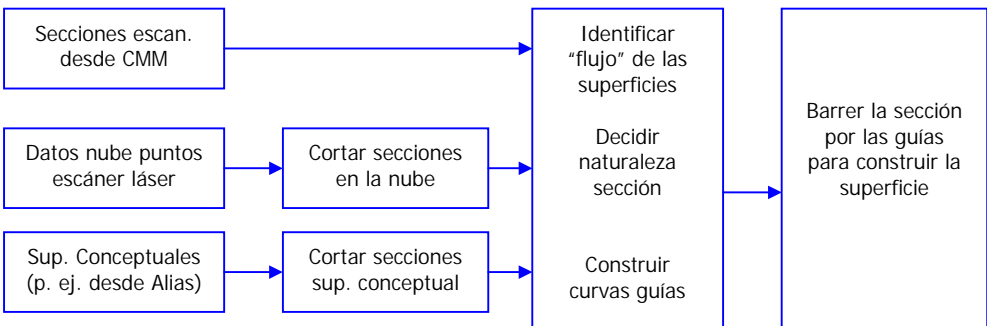 Secciones escan.
desde CMM
Datos nube puntos
escáner láser
Sup. Conceptuales
(p. ej. desde Alias)
Cortar secciones
en la nube
Cortar secciones
sup. conceptual
Identificar
“flujo” de las
superficies
Decidir
naturaleza
sección
Construir
curvas guías
Barrer la sección
por las guías
para construir la
superficie